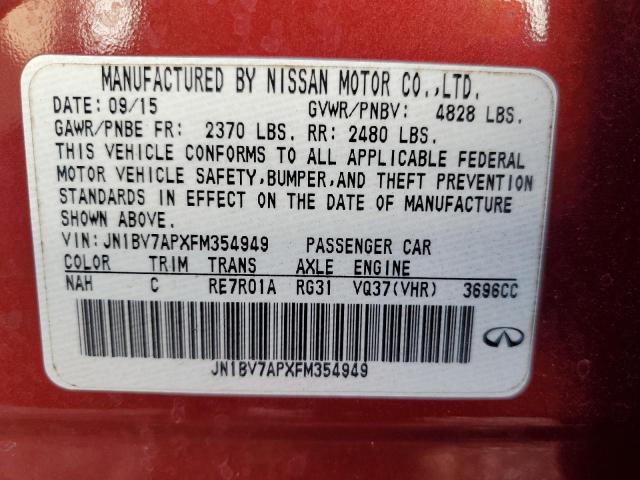 MANUFACTURED BY NISSAN MOTOR CO.,LTD.
DATE: 09/15 GVWR/PNBV: 4828 LBS.
GAWR/PNBE FR: 2370 LBS. RR: 2480 LBS.
THIS VEHICLE CONFORMS TO ALL APPLICABLE FEDERAL
MOTOR VEHICLE SAFETY,BUMPER,AND THEFT PREVENTION
STANDARDS IN EFFECT ON THE DATE OF MANUFACTURE
SHOWN ABOVE.
VIN:JN1BV7APXFM354949 PASSENGER CAR
COLOR TRIM TRANS AXLE ENGINE
NAH C RE7R01A RG31 VQ37(VHR) 3696CC
JN1BV7APXFM354949